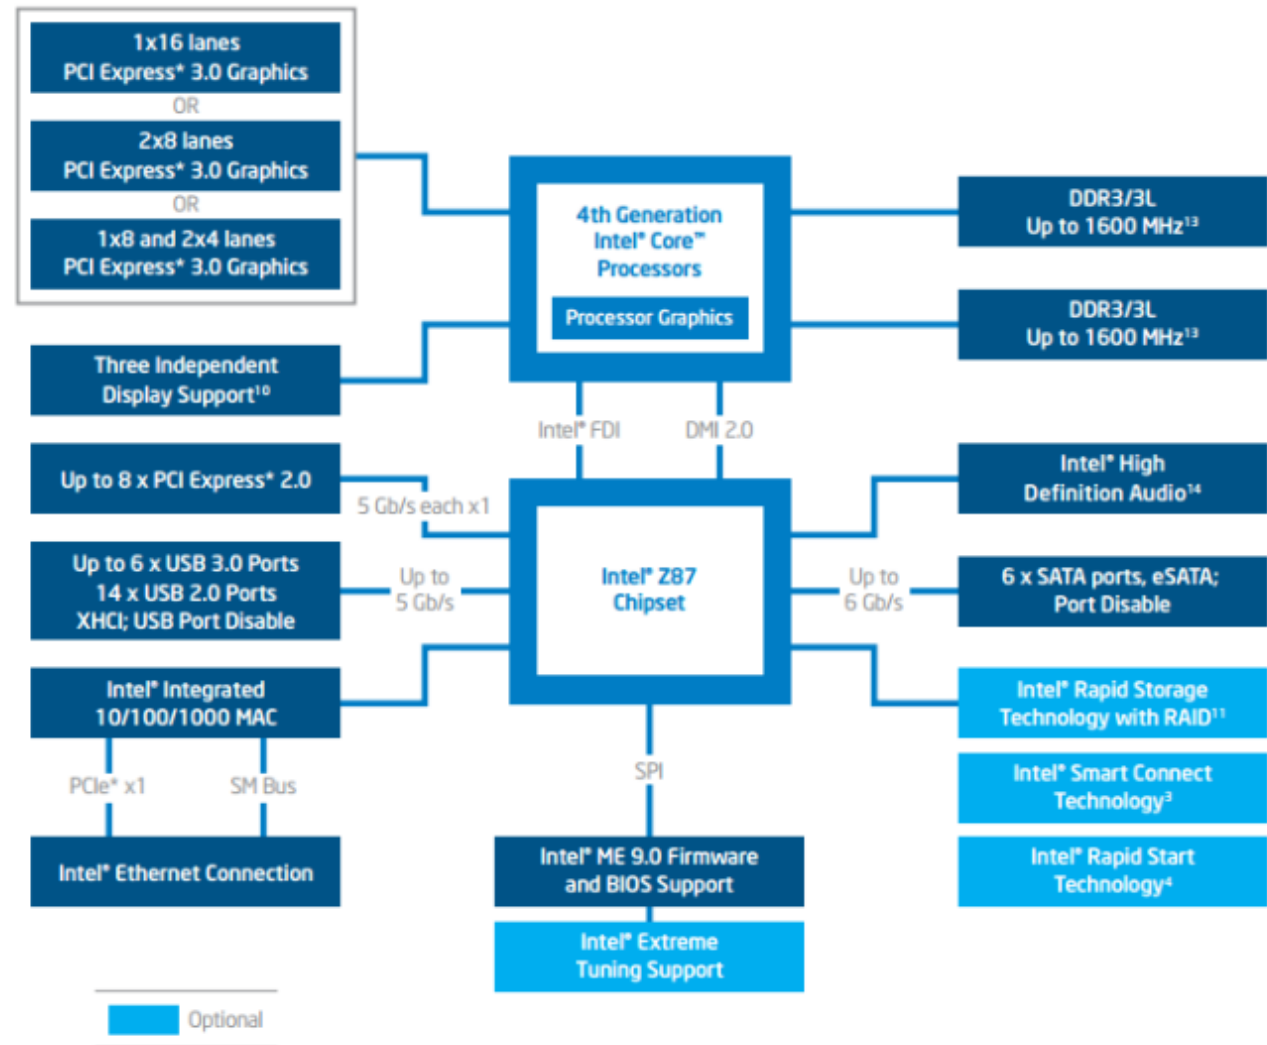 1x16 lanes
PCI Express* 3.0 Graphics
OR
2x8 lanes
PCI Express* 3.0 Graphics
OR
1x8 and 2x4 lanes
PCI Express* 3.0 Graphics
4th Generation
Intel® Core™
Processors
Processor Graphics
DDR3/3L
Up to 1600 MHz¹³
DDR3/3L
Up to 1600 MHz¹³
Three Independent
Display Support¹⁰
Intel® FDI
DMI 2.0
Up to 8 x PCI Express* 2.0
5 Gb/s each x1
Intel® High
Definition Audio¹⁴
Up to 6 x USB 3.0 Ports
14 x USB 2.0 Ports
XHCI; USB Port Disable
Up to
5 Gb/s
Intel® Z87
Chipset
Up to
6 Gb/s
6 x SATA ports, eSATA;
Port Disable
Intel® Integrated
10/100/1000 MAC
Intel® Rapid Storage
Technology with RAID¹¹
PCIe* x1
SM Bus
SPI
Intel® Smart Connect
Technology³
Intel® Ethernet Connection
Intel® ME 9.0 Firmware
and BIOS Support
Intel® Rapid Start
Technology⁴
Intel® Extreme
Tuning Support
Optional